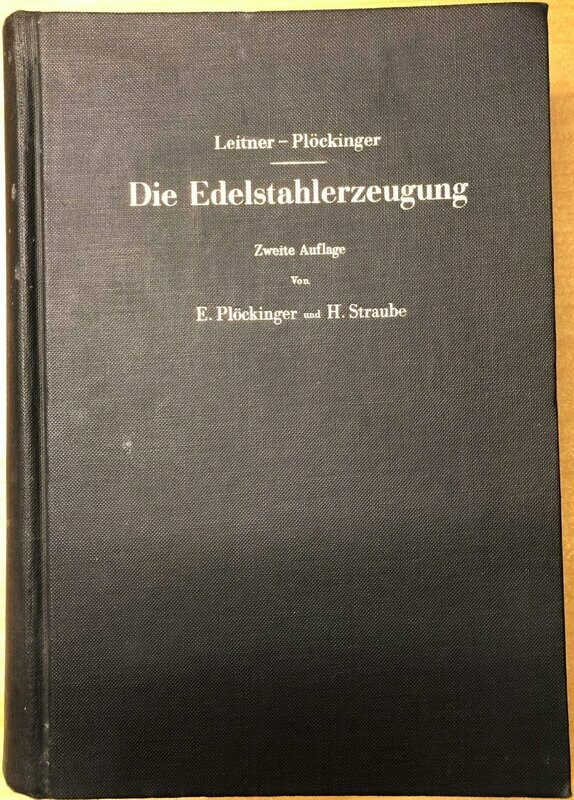 Leitner – Plöckinger
Die Edelstahlerzeugung
Zweite Auflage
Von
E. Plöckinger und H. Straube